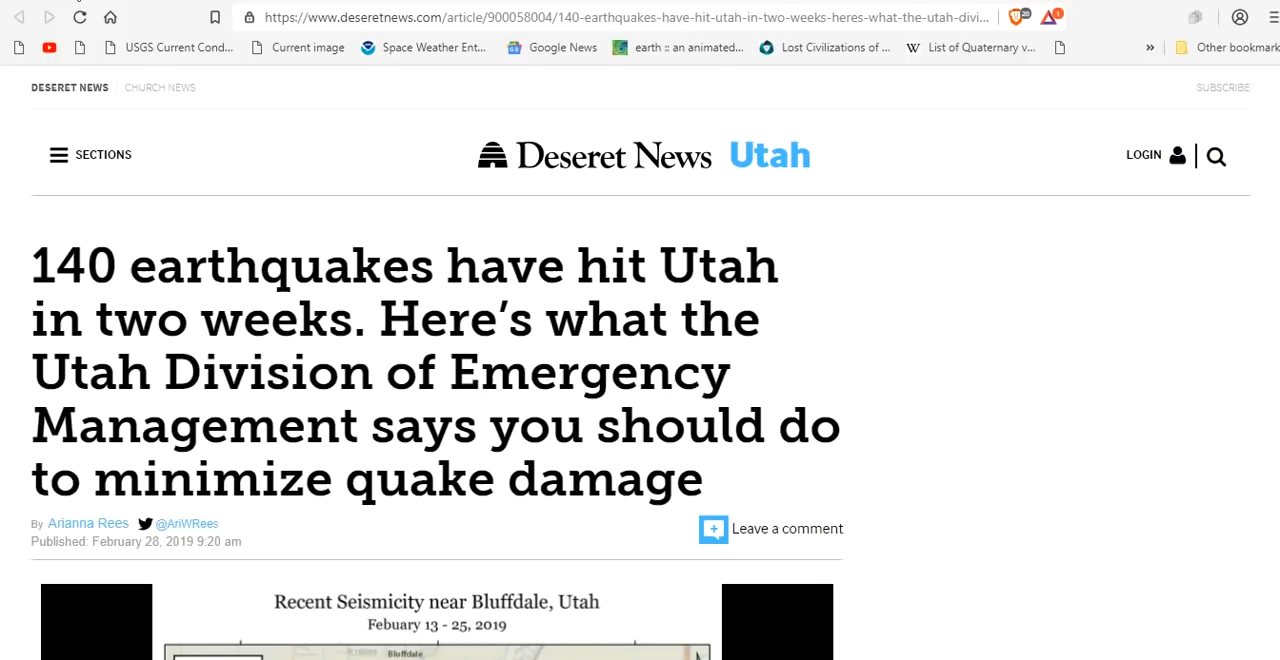 https://www.deseretnews.com/article/900058004/140-earthquakes-have-hit-utah-in-two-weeks-heres-what-the-utah-divi...
20
1
USGS Current Cond...
Current image
Space Weather Ent...
Google News
earth :: an animated...
Lost Civilizations of ...
W List of Quaternary v...
»
Other bookmark
DESERET NEWS
CHURCH NEWS
SUBSCRIBE
SECTIONS
Deseret News Utah
LOGIN
140 earthquakes have hit Utah
in two weeks. Here’s what the
Utah Division of Emergency
Management says you should do
to minimize quake damage
By Arianna Rees @AriWRees
Published: February 28, 2019 9:20 am
Leave a comment
Recent Seismicity near Bluffdale, Utah
Febuary 13 - 25, 2019
Bluffdale